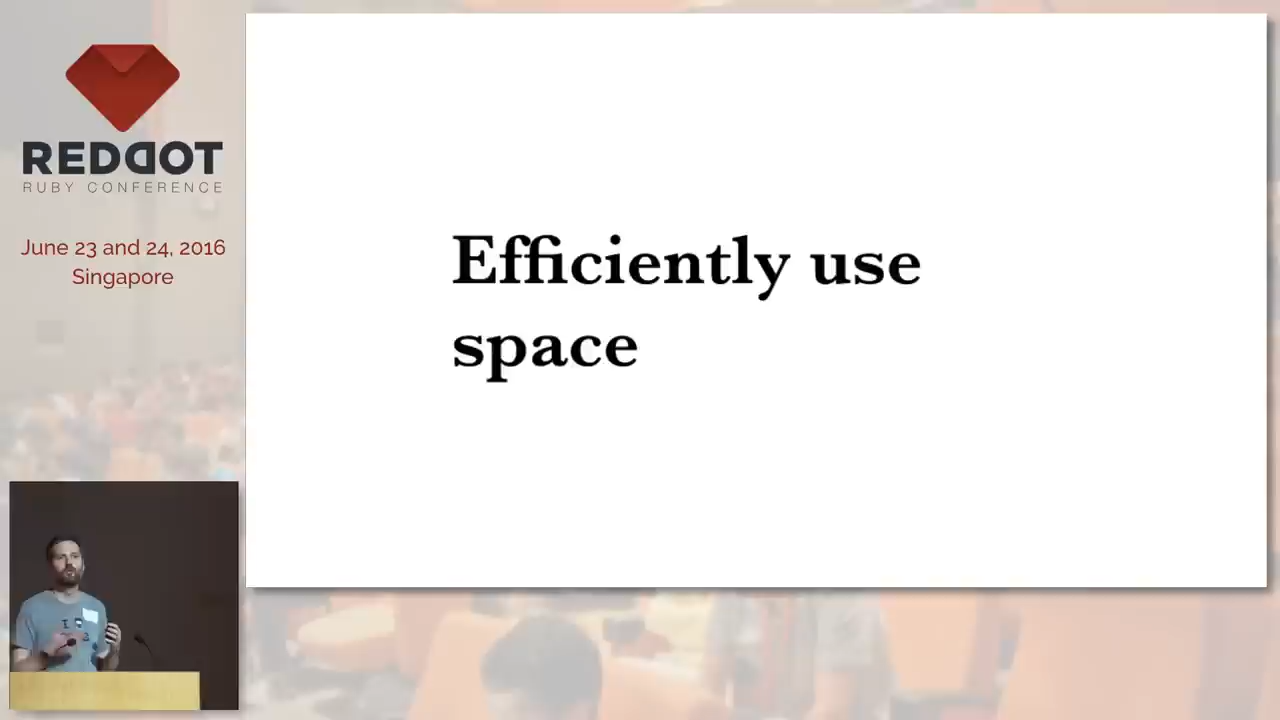 REDDOT
RUBY CONFERENCE
June 23 and 24, 2016
Singapore
Efficiently use
space